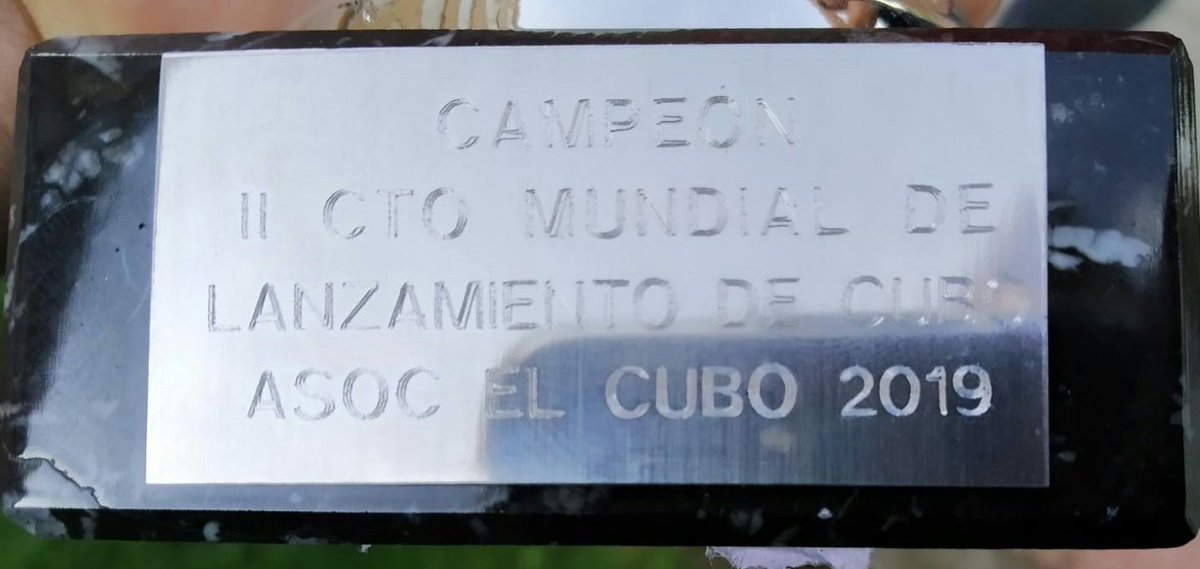 CAMPEÓN
II CTO MUNDIAL DE
LANZAMIENTO DE CUBO
ASOC EL CUBO 2019